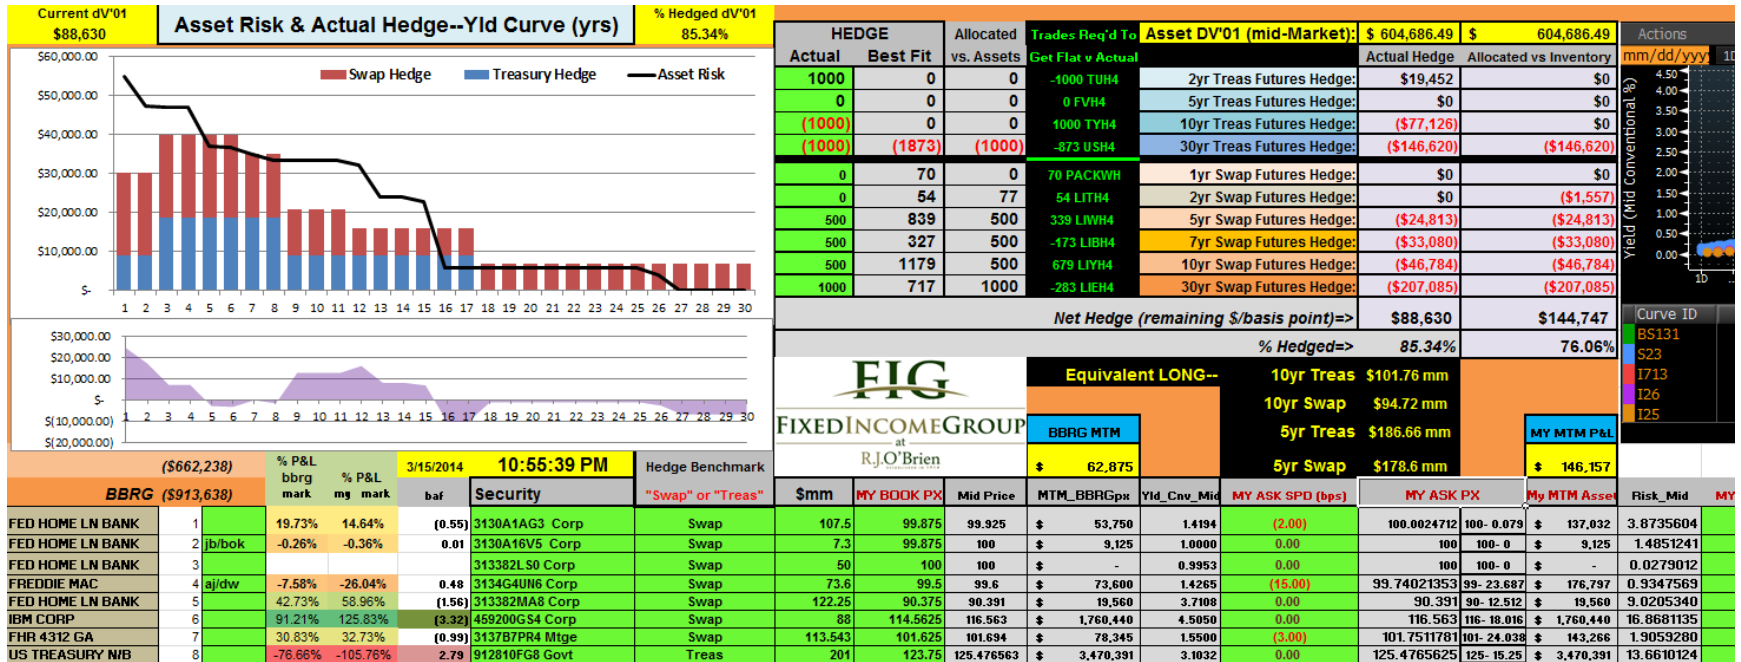 Current dV'01
$88,630
Asset Risk & Actual Hedge--Yld Curve (yrs)
% Hedged dV'01
85.34%
$60,000.00
$50,000.00
$40,000.00
$30,000.00
$20,000.00
$10,000.00
$-
Swap Hedge Treasury Hedge Asset Risk
1 2 3 4 5 6 7 8 9 10 11 12 13 14 15 16 17 18 19 20 21 22 23 24 25 26 27 28 29 30
$30,000.00
$20,000.00
$10,000.00
$-
$(10,000.00)
$(20,000.00)
1 2 3 4 5 6 7 8 9 10 11 12 13 14 15 16 17 18 19 20 21 22 23 24 25 26 27 28 29 30
HEDGE Allocated Trades Req'd To Asset DV'01 (mid-Market): $ 604,686.49 $ 604,686.49
Actual Best Fit vs. Assets Get Flat v Actual Actual Hedge Allocated vs Inventory
1000 0 0 -1000 TUH4 2yr Treas Futures Hedge: $19,452 $0
0 0 0 0 FVH4 5yr Treas Futures Hedge: $0 $0
(1000) 0 0 1000 TYH4 10yr Treas Futures Hedge: ($77,126) $0
(1000) (1873) (1000) -873 USH4 30yr Treas Futures Hedge: ($146,620) ($146,620)
0 70 0 70 PACKWH 1yr Swap Futures Hedge: $0 $0
0 54 77 54 LITH4 2yr Swap Futures Hedge: $0 ($1,557)
500 839 500 339 LIWH4 5yr Swap Futures Hedge: ($24,813) ($24,813)
500 327 500 -173 LIBH4 7yr Swap Futures Hedge: ($33,080) ($33,080)
500 1179 500 679 LIYH4 10yr Swap Futures Hedge: ($46,784) ($46,784)
1000 717 1000 -283 LIEH4 30yr Swap Futures Hedge: ($207,085) ($207,085)
Net Hedge (remaining $/basis point)=> $88,630 $144,747
% Hedged=> 85.34% 76.06%
FIG
FIXEDINCOMEGROUP
at
R.J.O'Brien
Equivalent LONG-- 10yr Treas $101.76 mm
10yr Swap $94.72 mm
5yr Treas $186.66 mm
5yr Swap $178.6 mm
BBRG MTM
$ 62,875
MY MTM P&L
$ 146,157
Actions
mm/dd/yyyy 1D
Yield (Mid Conventional %)
4.50
4.00
3.50
3.00
2.50
2.00
1.50
1.00
0.50
0.00
1D
Curve ID
BS131
S23
I713
I26
I25
($662,238) % P&L bbrg mark % P&L my mark 3/15/2014 10:55:39 PM Hedge Benchmark
BBRG ($913,638) baf Security "Swap" or "Treas" $mm MY BOOK PX Mid Price MTM_BBRGpx Yld_Cnv_Mid MY ASK SPD (bps) MY ASK PX My MTM Asset Risk_Mid MY
FED HOME LN BANK 1 19.73% 14.64% (0.55) 3130A1AG3 Corp Swap 107.5 99.875 99.925 $ 53,750 1.4194 (2.00) 100.0024712 100- 0.079 $ 137,032 3.8735604
FED HOME LN BANK 2 jb/bok -0.26% -0.36% 0.01 3130A16V5 Corp Swap 7.3 99.875 100 $ 9,125 1.0000 0.00 100 100- 0 $ 9,125 1.4851241
FED HOME LN BANK 3 313382LS0 Corp Swap 50 100 100 $ - 0.9953 0.00 100 100- 0 $ - 0.0279012
FREDDIE MAC 4 aj/dw -7.58% -26.04% 0.48 3134G4UN6 Corp Swap 73.6 99.5 99.6 $ 73,600 1.4265 (15.00) 99.74021353 99- 23.687 $ 176,797 0.9347569
FED HOME LN BANK 5 42.73% 58.96% (1.56) 313382MA8 Corp Swap 122.25 90.375 90.391 $ 19,560 3.7108 0.00 90.391 90- 12.512 $ 19,560 9.0205340
IBM CORP 6 91.21% 125.83% (3.32) 459200GS4 Corp Swap 88 114.5625 116.563 $ 1,760,440 4.5050 0.00 116.563 116- 18.016 $ 1,760,440 16.8681135
FHR 4312 GA 7 30.83% 32.73% (0.99) 3137B7PR4 Mtge Swap 113.543 101.625 101.694 $ 78,345 1.5500 (3.00) 101.7511781 101- 24.038 $ 143,266 1.9059280
US TREASURY N/B 8 -76.66% -105.76% 2.79 912810FG8 Govt Treas 201 123.75 125.476563 $ 3,470,391 3.1032 0.00 125.4765625 125- 15.25 $ 3,470,391 13.6610124